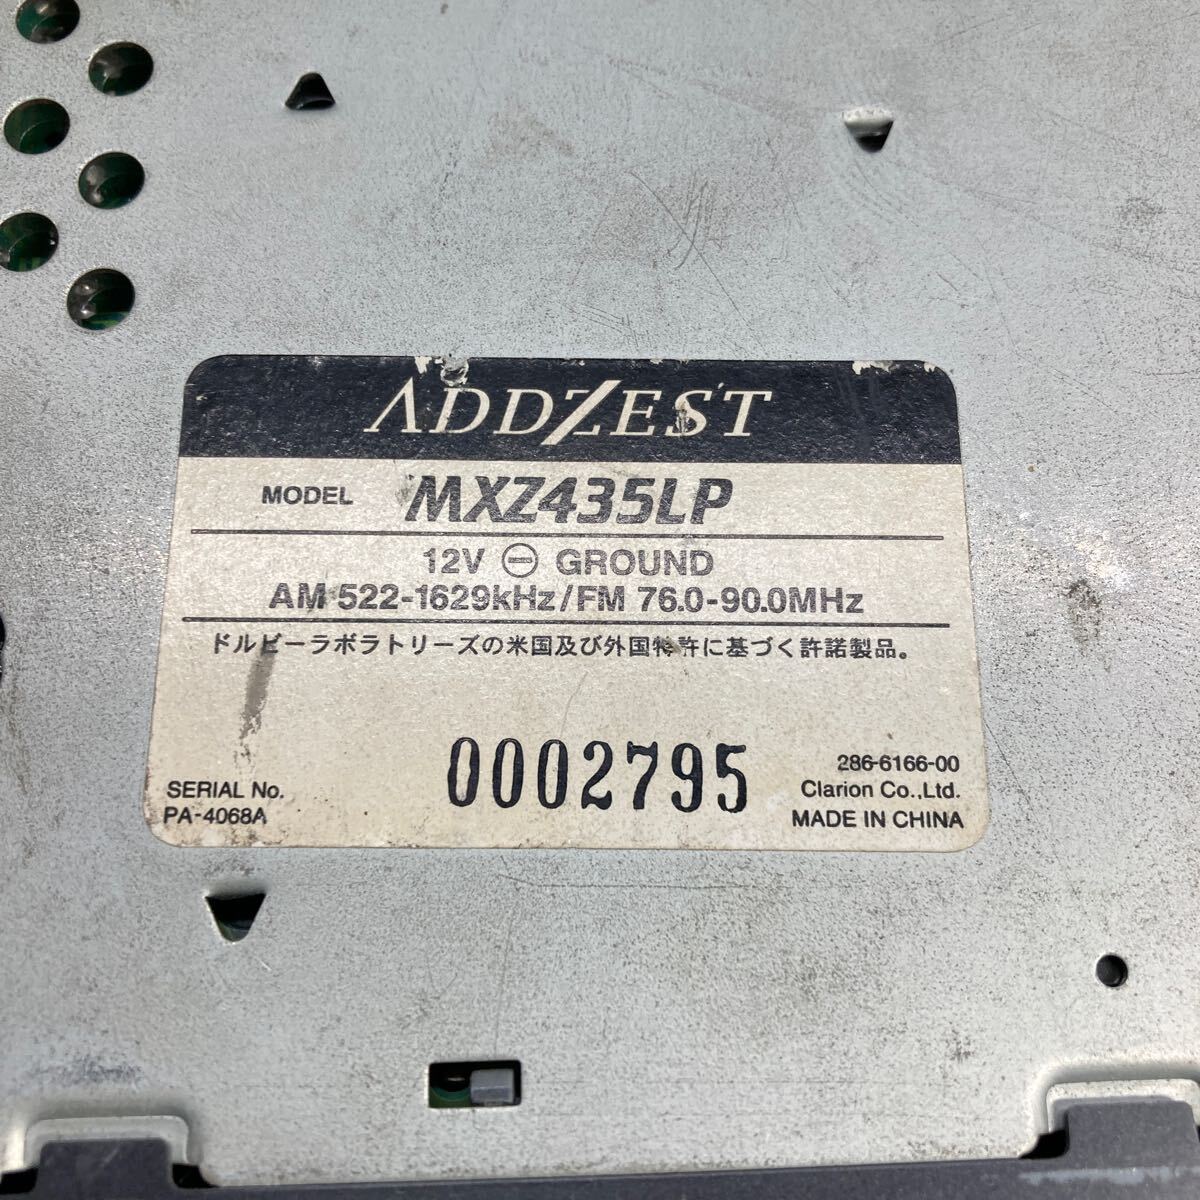 ADDZEST
MODEL MXZ435LP
12V ⊖ GROUND
AM 522-1629kHz/FM 76.0-90.0MHz
ドルビーラボラトリーズの米国及び外国特許に基づく許諾製品。
SERIAL No.
PA-4068A
0002795
286-6166-00
Clarion Co.,Ltd.
MADE IN CHINA